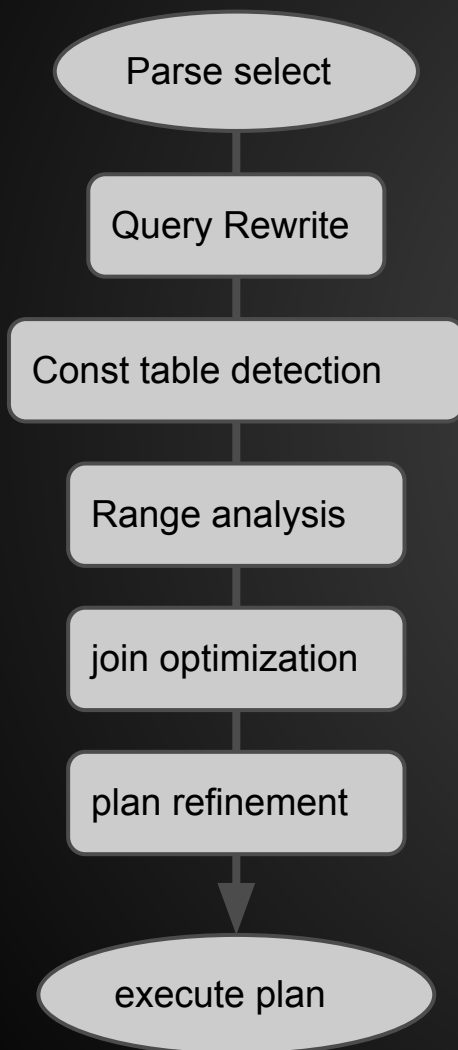 Parse select
Query Rewrite
Const table detection
Range analysis
join optimization
plan refinement
execute plan